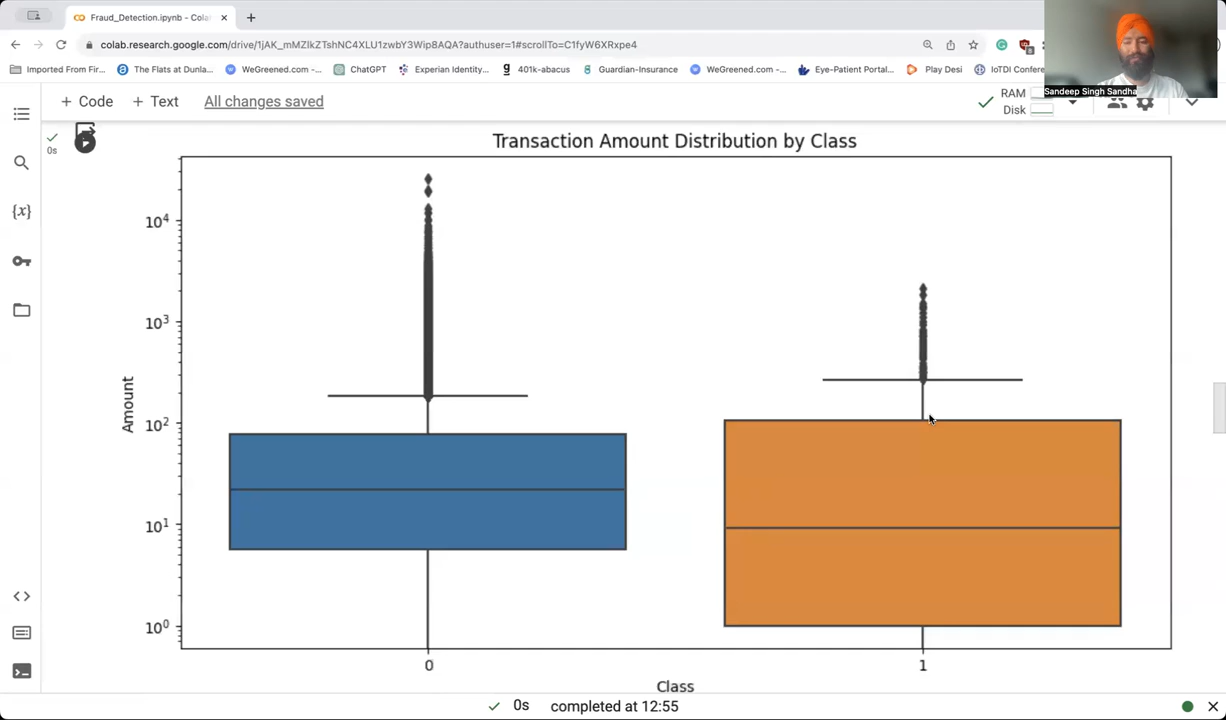 Fraud_Detection.ipynb - Cola
colab.research.google.com/drive/1jAK_mMZlkZTshNC4XLU1zwbY3Wip8AQA?authuser=1#scrollTo=C1fyW6XRxpe4
Imported From Fir... The Flats at Dunla... WeGreened.com -... ChatGPT Experian Identity... 401k-abacus Guardian-Insurance WeGreened.com -... Eye-Patient Portal... Play Desi IoTDI Confere
Sandeep Singh Sandha
+ Code + Text All changes saved
RAM
Disk
0s
Transaction Amount Distribution by Class
{x}
Amount
10⁴
10³
10²
10¹
10⁰
0 1
Class
0s completed at 12:55